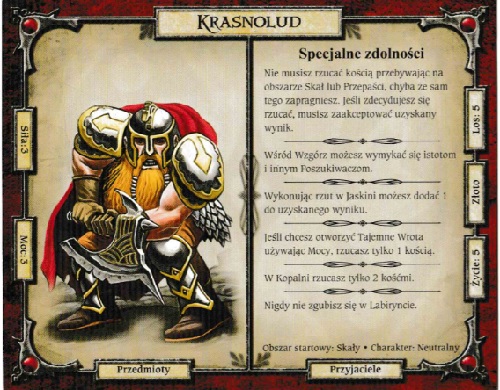 KRASNOLUD
Specjalne zdolności
Nie musisz rzucać kością przebywając na
obszarze Skał lub Przepaści, chyba że sam
tego zapragniesz. Jeśli zdecydujesz się
rzucać, musisz zaakceptować uzyskany
wynik.
Wśród Wzgórz możesz wymykać się istotom
i innym Poszukiwaczom.
Wykonując rzut w Jaskini możesz dodać 1
do uzyskanego wyniku.
Jeśli chcesz otworzyć Tajemne Wrota
używając Mocy, rzucasz tylko 1 kością.
W Kopalni rzucasz tylko 2 kośćmi.
Nigdy nie zgubisz się w Labiryncie.
Obszar startowy: Skały • Charakter: Neutralny
Siła: 3
Moc: 3
Los: 5
Złoto
Życie: 5
Przedmioty
Przyjaciele